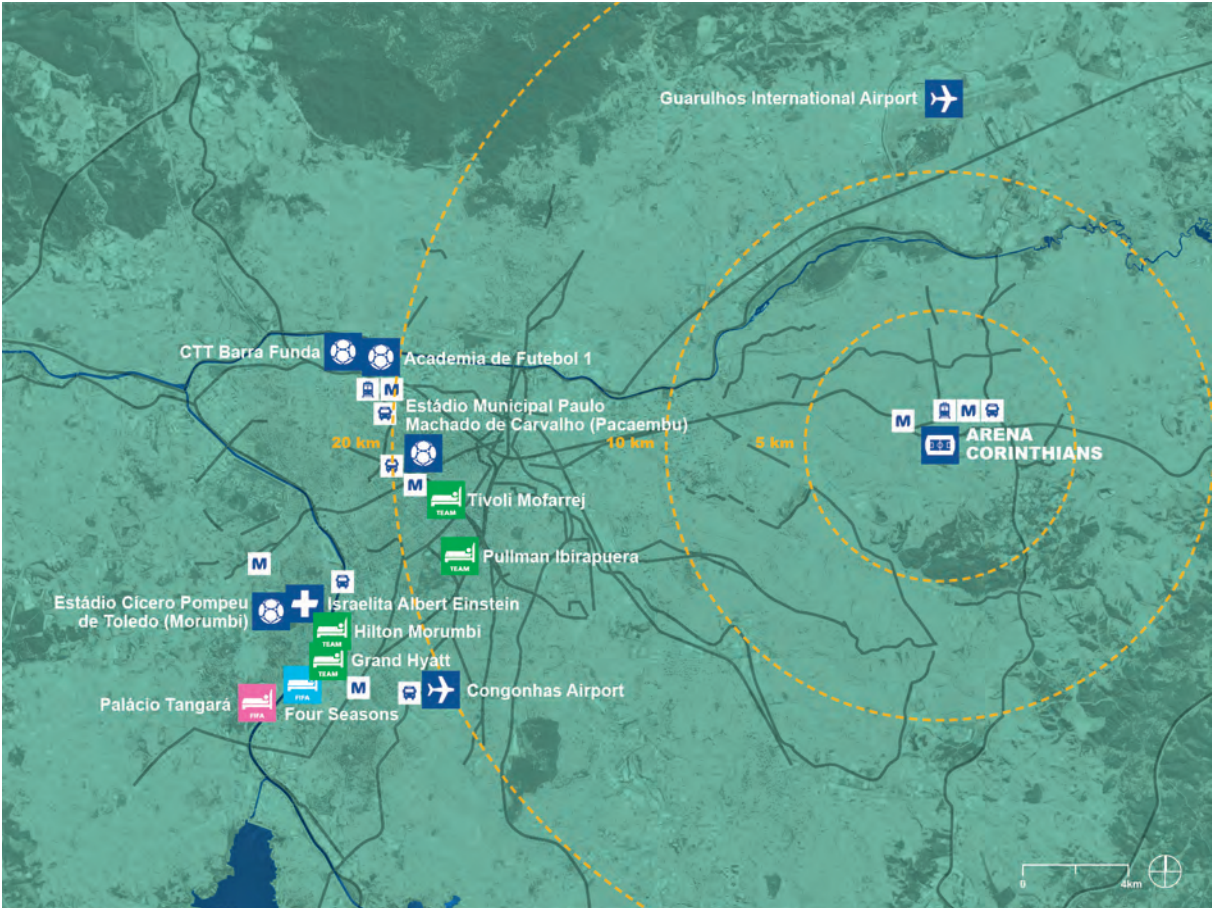 Guarulhos International Airport
CTT Barra Funda
Academia de Futebol 1
M
Estádio Municipal Paulo
Machado de Carvalho (Pacaembu)
20 km
10 km
5 km
M
M
ARENA
CORINTHIANS
M
TEAM
Tivoli Mofarrej
TEAM
Pullman Ibirapuera
M
Estádio Cícero Pompeu
de Toledo (Morumbi)
Israelita Albert Einstein
TEAM
Hilton Morumbi
TEAM
Grand Hyatt
FIFA
Four Seasons
M
Palácio Tangará
FIFA
Congonhas Airport
0
4km